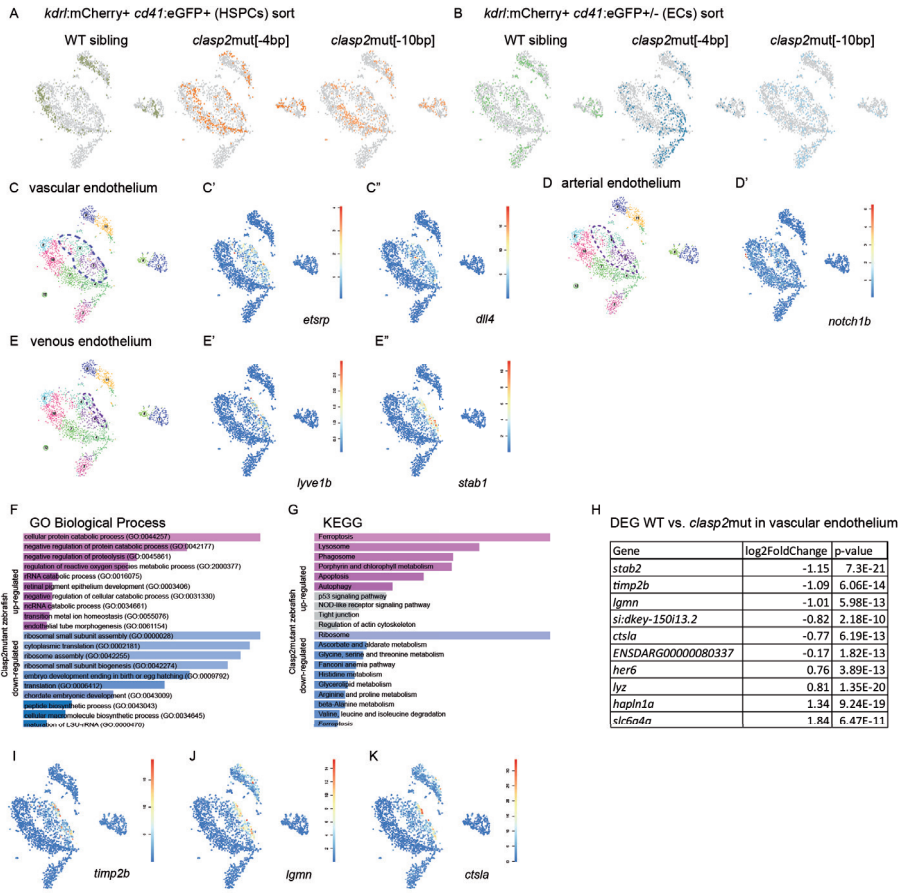 A kdrl:mCherry+ cd41:eGFP+ (HSPCs) sort
B kdrl:mCherry+ cd41:eGFP+/- (ECs) sort
WT sibling clasp2mut[-4bp] clasp2mut[-10bp]
WT sibling clasp2mut[-4bp] clasp2mut[-10bp]
C vascular endothelium C' C"
etsrp
dll4
D arterial endothelium D'
notch1b
E venous endothelium E' E"
lyve1b
stab1
F GO Biological Process
Clasp2mutant zebrafish
up-regulated
down-regulated
cellular protein catabolic process (GO:0044257)
negative regulation of protein catabolic process (GO:0042177)
negative regulation of proteolysis (GO:0045861)
regulation of reactive oxygen species metabolic process (GO:2000377)
rRNA catabolic process (GO:0016075)
retinal pigment epithelium development (GO:0003406)
negative regulation of cellular catabolic process (GO:0031330)
ncRNA catabolic process (GO:0034661)
transition metal ion homeostasis (GO:0055076)
endothelial tube morphogenesis (GO:0061154)
ribosomal small subunit assembly (GO:0000028)
cytoplasmic translation (GO:0002181)
ribosome assembly (GO:0042255)
ribosomal small subunit biogenesis (GO:0042274)
embryo development ending in birth or egg hatching (GO:0009792)
translation (GO:0006412)
chordate embryonic development (GO:0043009)
peptide biosynthetic process (GO:0043043)
cellular macromolecule biosynthetic process (GO:0034645)
maturation of LSU-rRNA (GO:0000470)
G KEGG
Clasp2mutant zebrafish
up-regulated
down-regulated
Ferroptosis
Lysosome
Phagosome
Porphyrin and chlorophyll metabolism
Apoptosis
Autophagy
p53 signaling pathway
NOD-like receptor signaling pathway
Tight junction
Regulation of actin cytoskeleton
Ribosome
Ascorbate and aldarate metabolism
Glycine, serine and threonine metabolism
Fanconi anemia pathway
Histidine metabolism
Glycerolipid metabolism
Arginine and proline metabolism
beta-Alanine metabolism
Valine, leucine and isoleucine degradation
Ferroptosis
H
DEG WT vs. clasp2mut in vascular endothelium
Gene log2FoldChange p-value
stab2 -1.15 7.3E-21
timp2b -1.09 6.06E-14
lgmn -1.01 5.98E-13
si:dkey-150i13.2 -0.82 2.18E-10
ctsla -0.77 6.19E-13
ENSDARG00000080337 -0.17 1.82E-13
her6 0.76 3.89E-13
lyz 0.81 1.35E-20
hapln1a 1.34 9.24E-19
slc6a4a 1.84 6.47E-11
I J K
timp2b
lgmn
ctsla